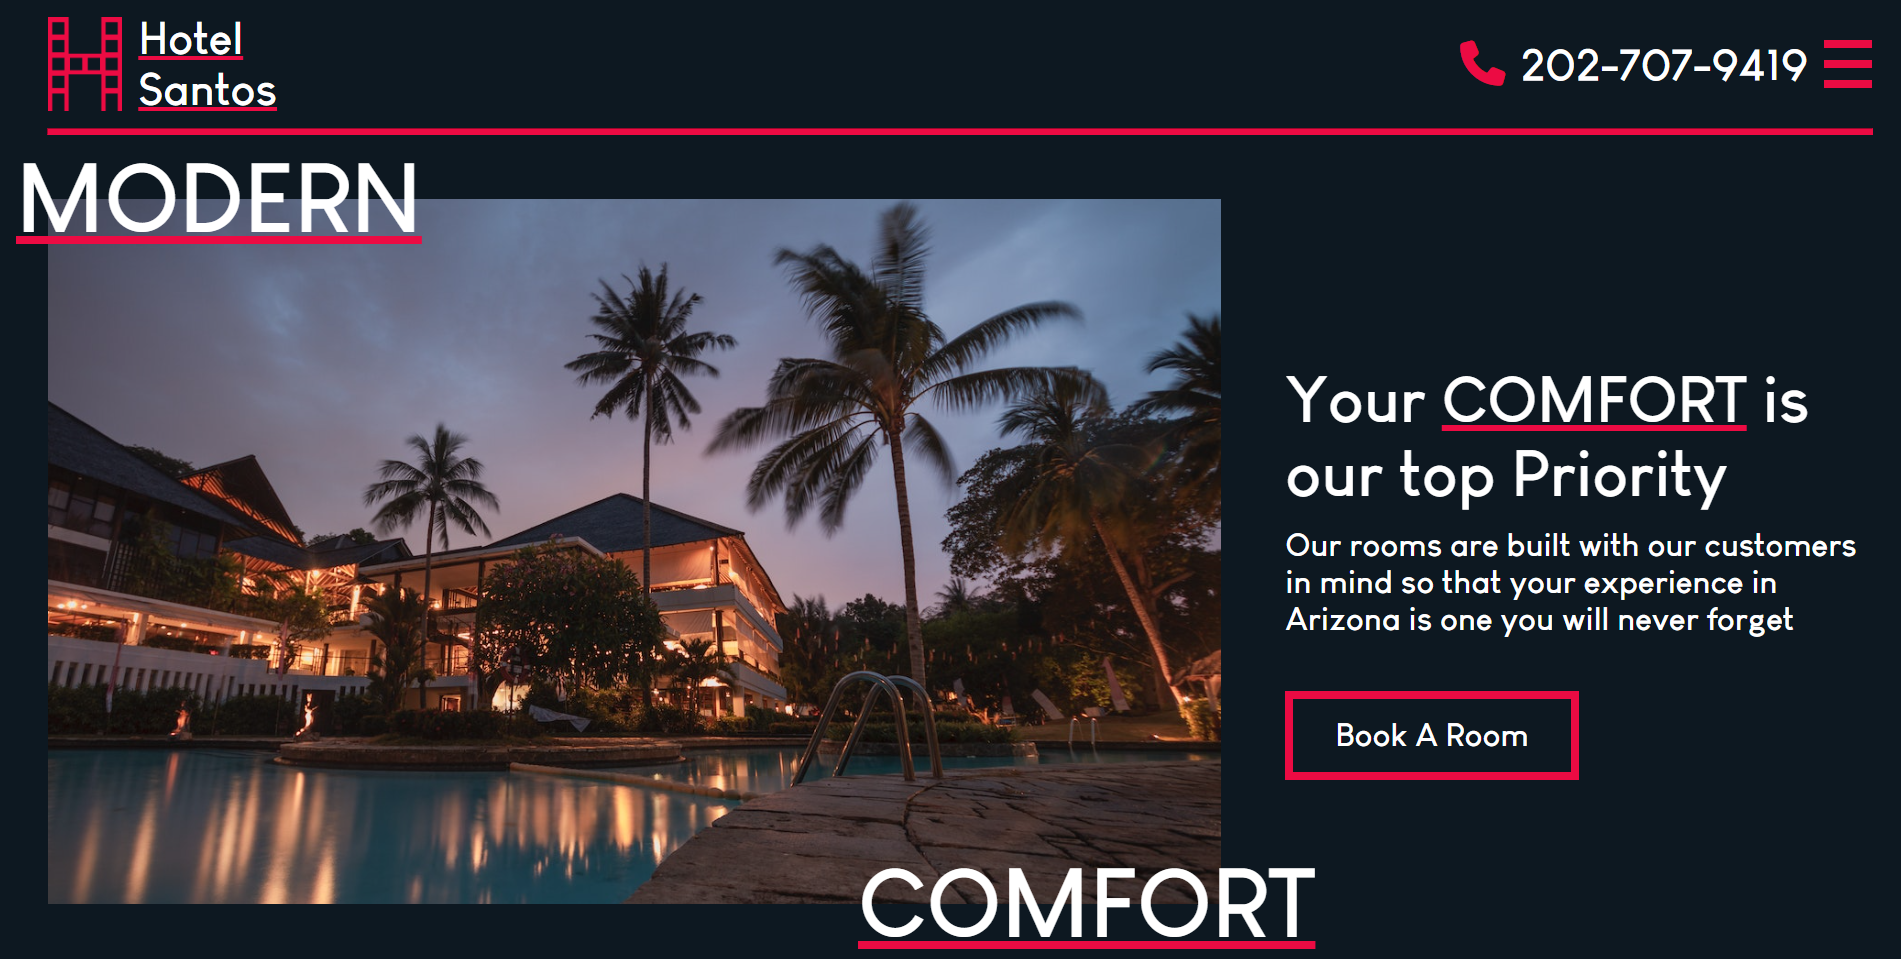 Hotel
Santos
202-707-9419
MODERN
Your COMFORT is
our top Priority
Our rooms are built with our customers
in mind so that your experience in
Arizona is one you will never forget
Book A Room
COMFORT